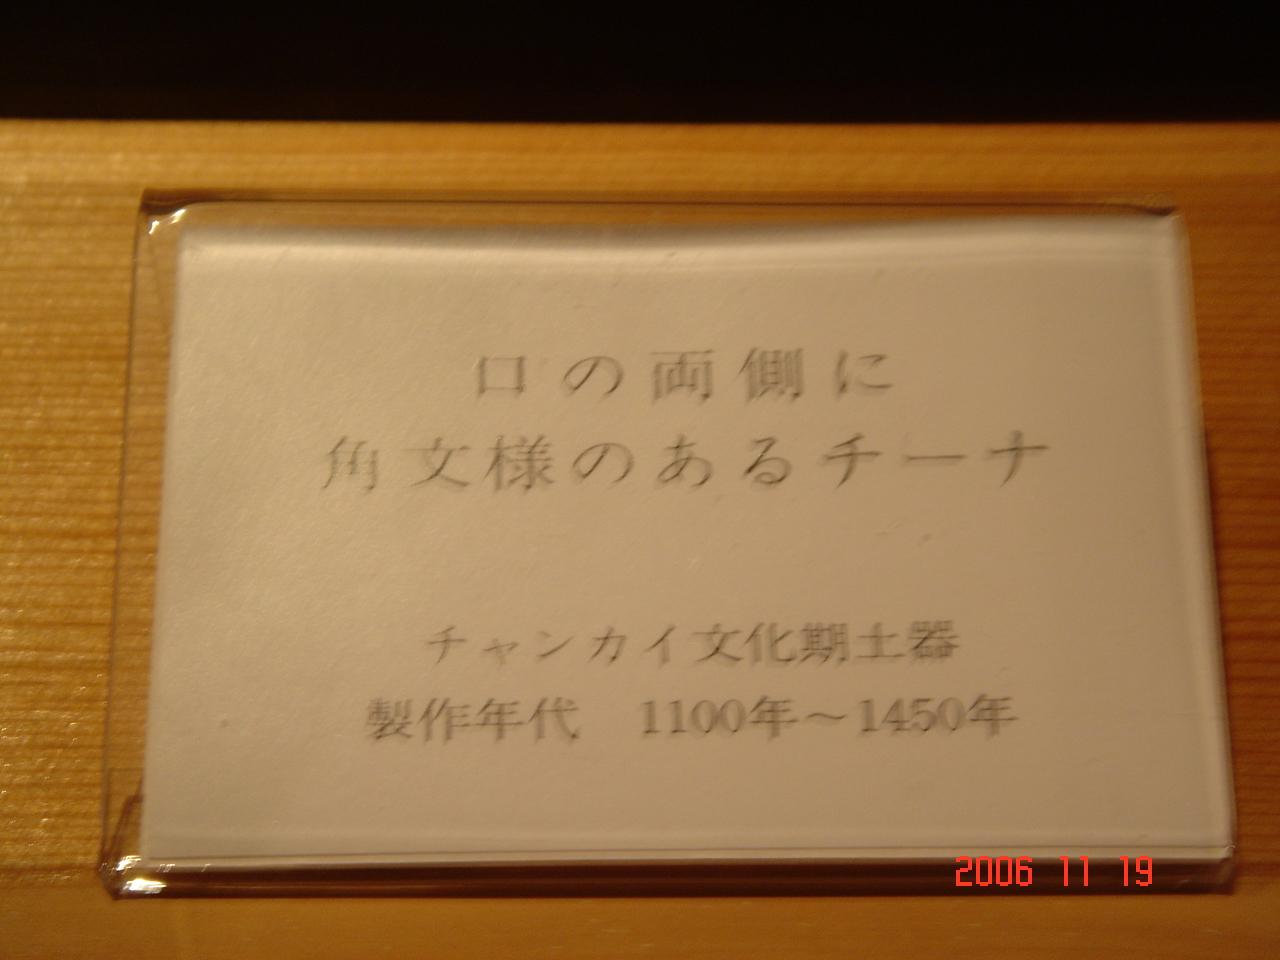 口の両側に
角文様のあるチーナ
チャンカイ文化期土器
製作年代　1100年～1450年
2006 11 19